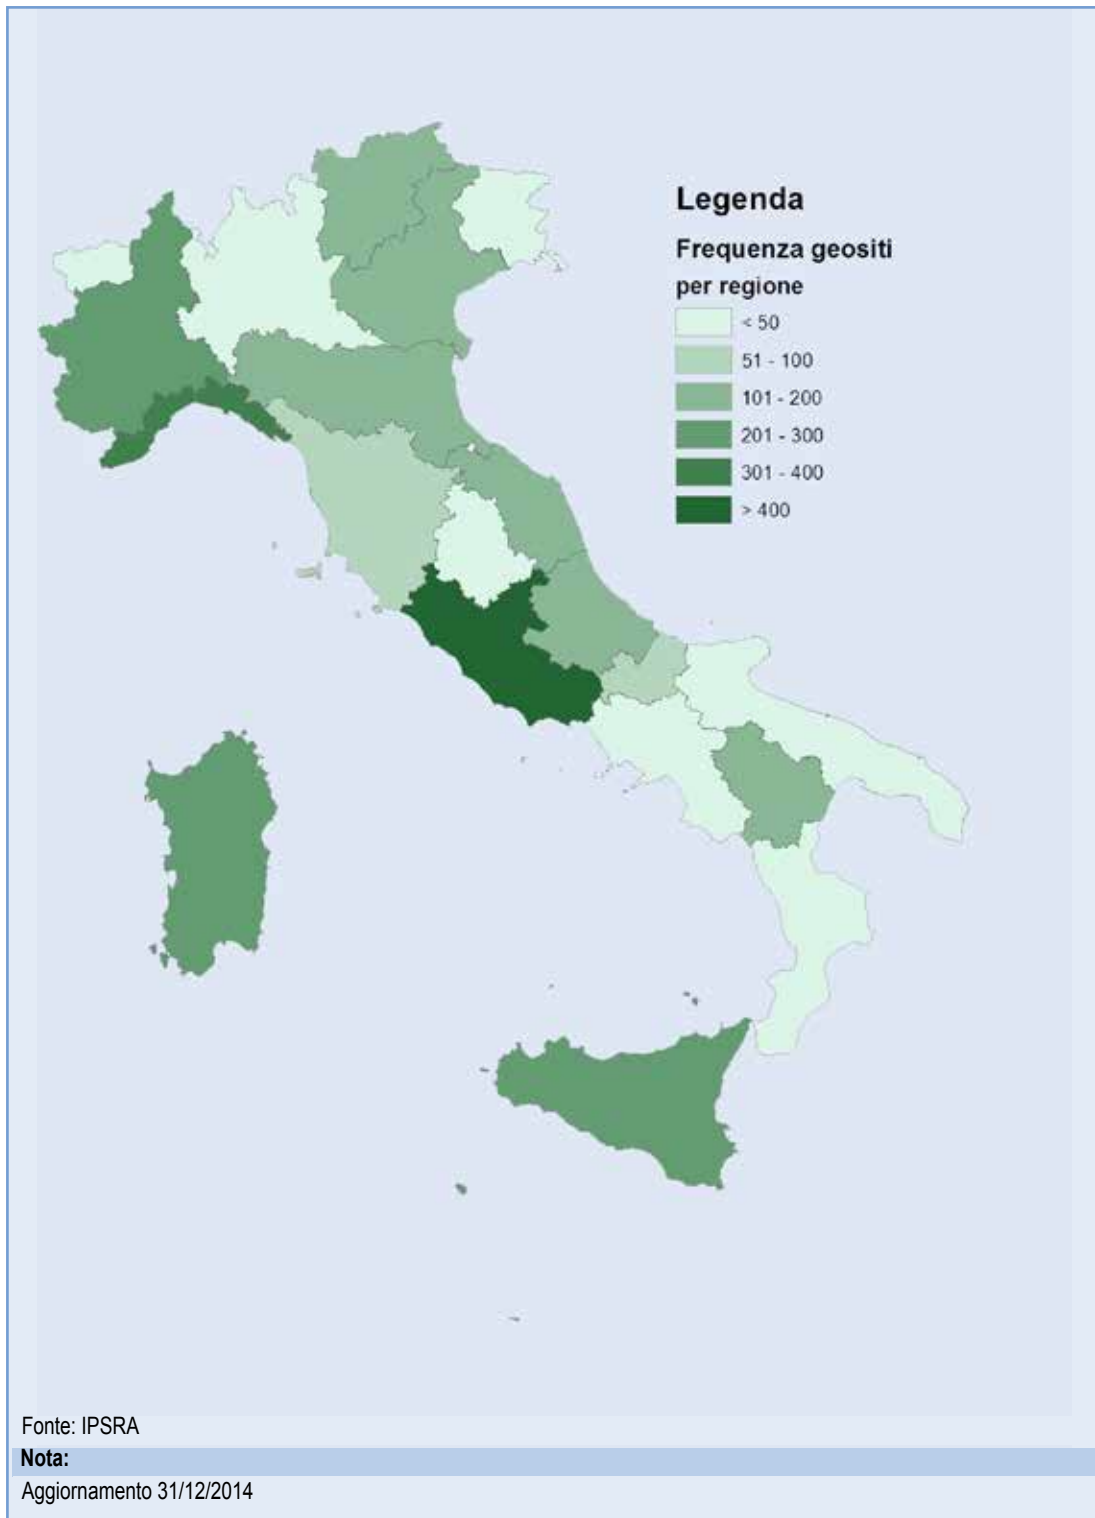 Legenda
Frequenza geositi
per regione
< 50
51 - 100
101 - 200
201 - 300
301 - 400
> 400
Fonte: IPSRA
Nota:
Aggiornamento 31/12/2014